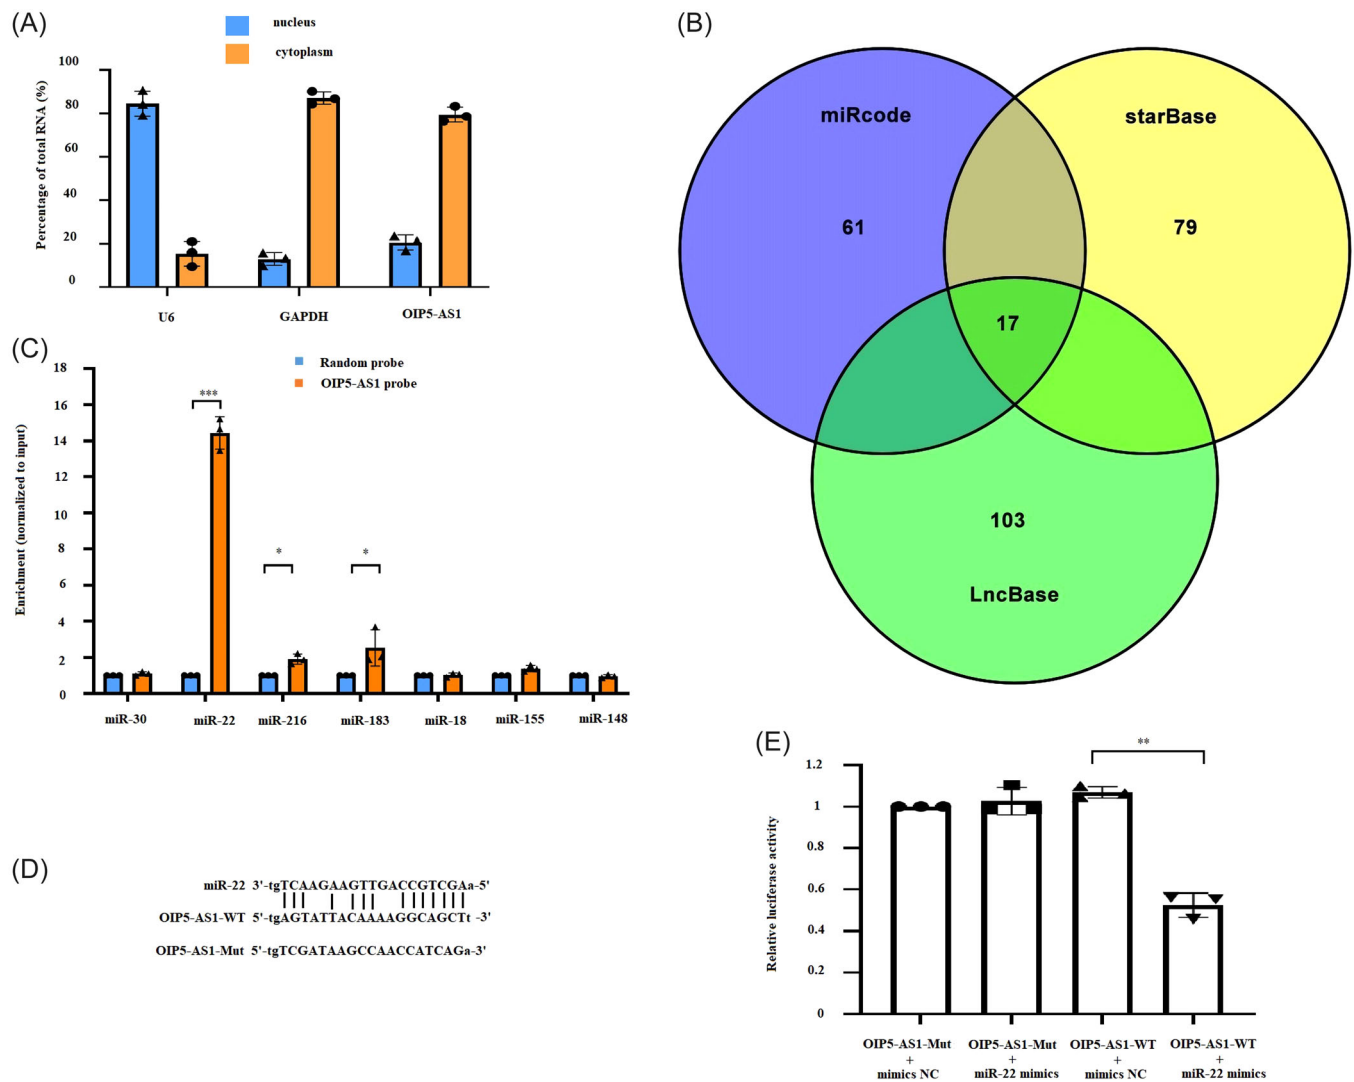 (A)
nucleus
cytoplasm
Percentage of total RNA (%)
100
80
60
40
20
0
U6
GAPDH
OIP5-AS1
(B)
miRcode
starBase
61
79
17
103
LncBase
(C)
Random probe
OIP5-AS1 probe
Enrichment (normalized to input)
18
16
14
12
10
8
6
4
2
0
***
*
*
miR-30
miR-22
miR-216
miR-183
miR-18
miR-155
miR-148
(D)
miR-22 3'-tgTCAAGAAGTTGACCGTCGAa-5'
OIP5-AS1-WT 5'-tgAGTATTACAAAAGGCAGCTt -3'
OIP5-AS1-Mut 5'-tgTCGATAAGCCAACCATCAGa-3'
(E)
Relative luciferase activity
1.2
1
0.8
0.6
0.4
0.2
0
**
OIP5-AS1-Mut
+
mimics NC
OIP5-AS1-Mut
+
miR-22 mimics
OIP5-AS1-WT
+
mimics NC
OIP5-AS1-WT
+
miR-22 mimics